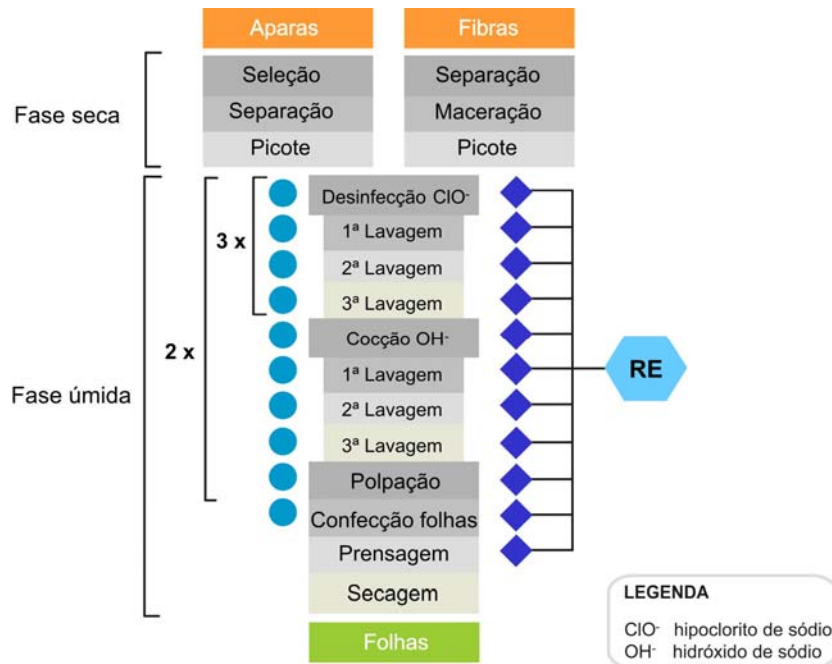 Aparas
Fibras
Fase seca
Seleção
Separação
Picote
Separação
Maceração
Picote
Fase úmida
2 x
3 x
Desinfecção ClO-
1ª Lavagem
2ª Lavagem
3ª Lavagem
Cocção OH-
1ª Lavagem
2ª Lavagem
3ª Lavagem
Polpação
Confecção folhas
Prensagem
Secagem
Folhas
RE
LEGENDA
ClO- hipoclorito de sódio
OH- hidróxido de sódio